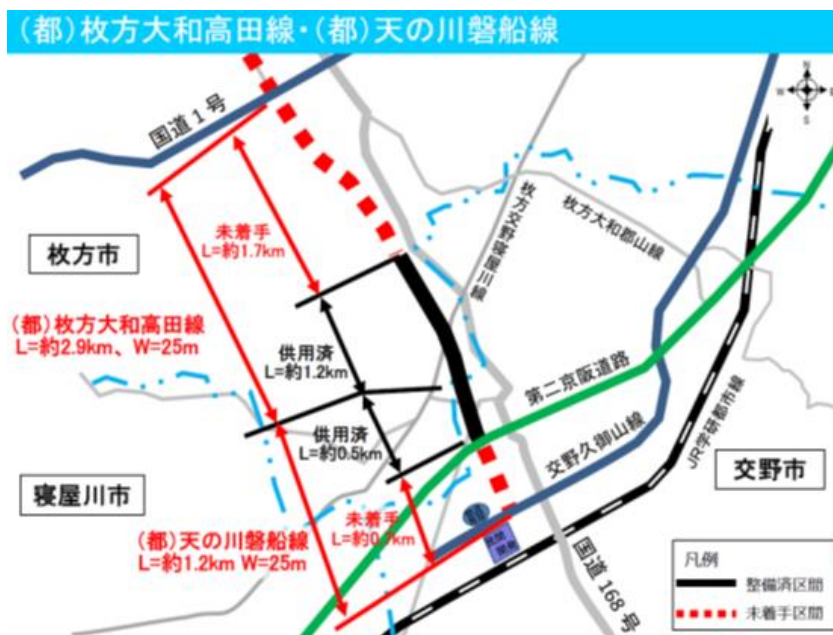 (都)枚方大和高田線・(都)天の川磐船線
国道1号
N
W
E
S
未着手
L=約1.7km
枚方市
枚方交野寝屋川線
枚方大和郡山線
(都)枚方大和高田線
L=約2.9km、W=25m
供用済
L=約1.2km
第二京阪道路
供用済
L=約0.5km
交野久御山線
JR学研都市線
寝屋川市
交野市
(都)天の川磐船線
L=約1.2km W=25m
未着手
L=約0.7km
国道168号
凡例
整備済区間
未着手区間